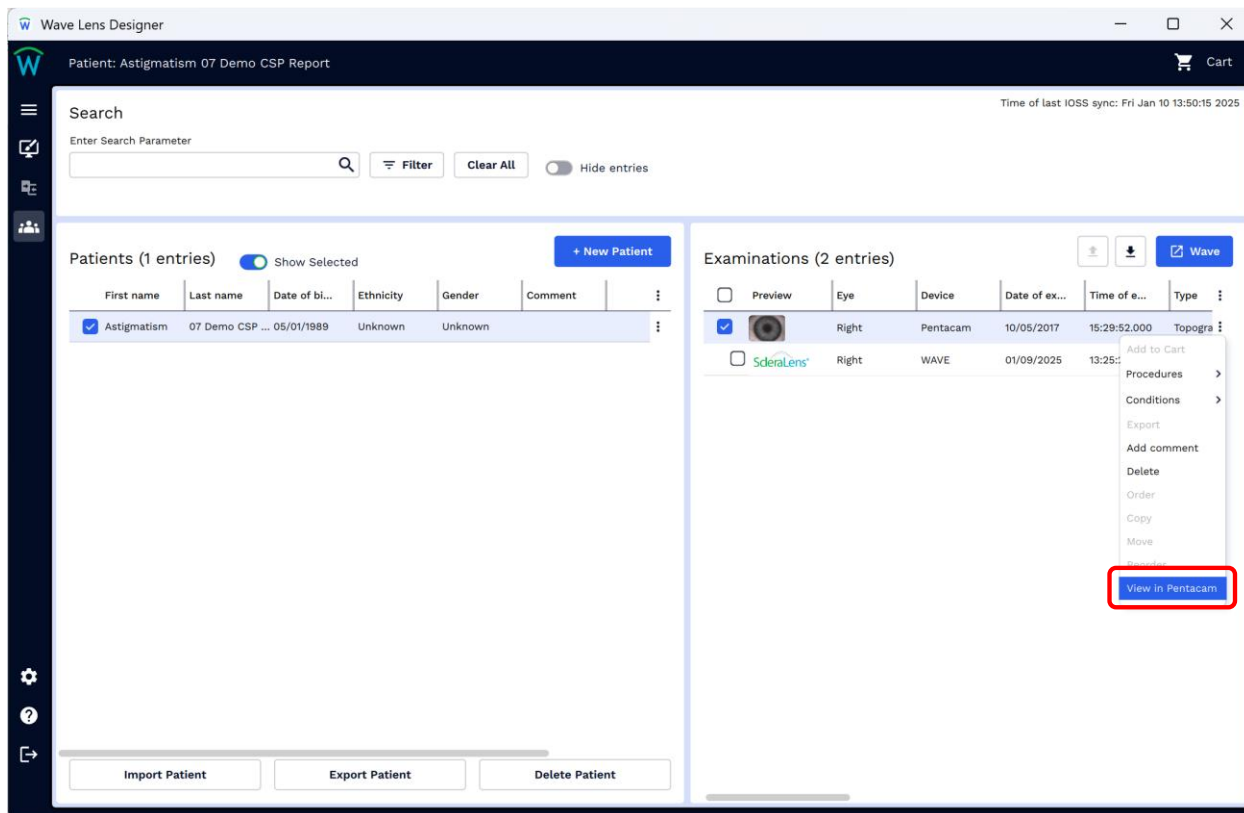 Wave Lens Designer
W Patient: Astigmatism 07 Demo CSP Report Cart
Time of last IOSS sync: Fri Jan 10 13:50:15 2025
Search
Enter Search Parameter
Filter Clear All Hide entries
Patients (1 entries) Show Selected + New Patient
First name Last name Date of bi... Ethnicity Gender Comment
Astigmatism 07 Demo CSP ... 05/01/1989 Unknown Unknown
Import Patient Export Patient Delete Patient
Examinations (2 entries) Wave
Preview Eye Device Date of ex... Time of e... Type
Right Pentacam 10/05/2017 15:29:52.000 Topogra
ScleraLens Right WAVE 01/09/2025 13:25:
Add to Cart
Procedures
Conditions
Export
Add comment
Delete
Order
Copy
Move
Reorder
View in Pentacam